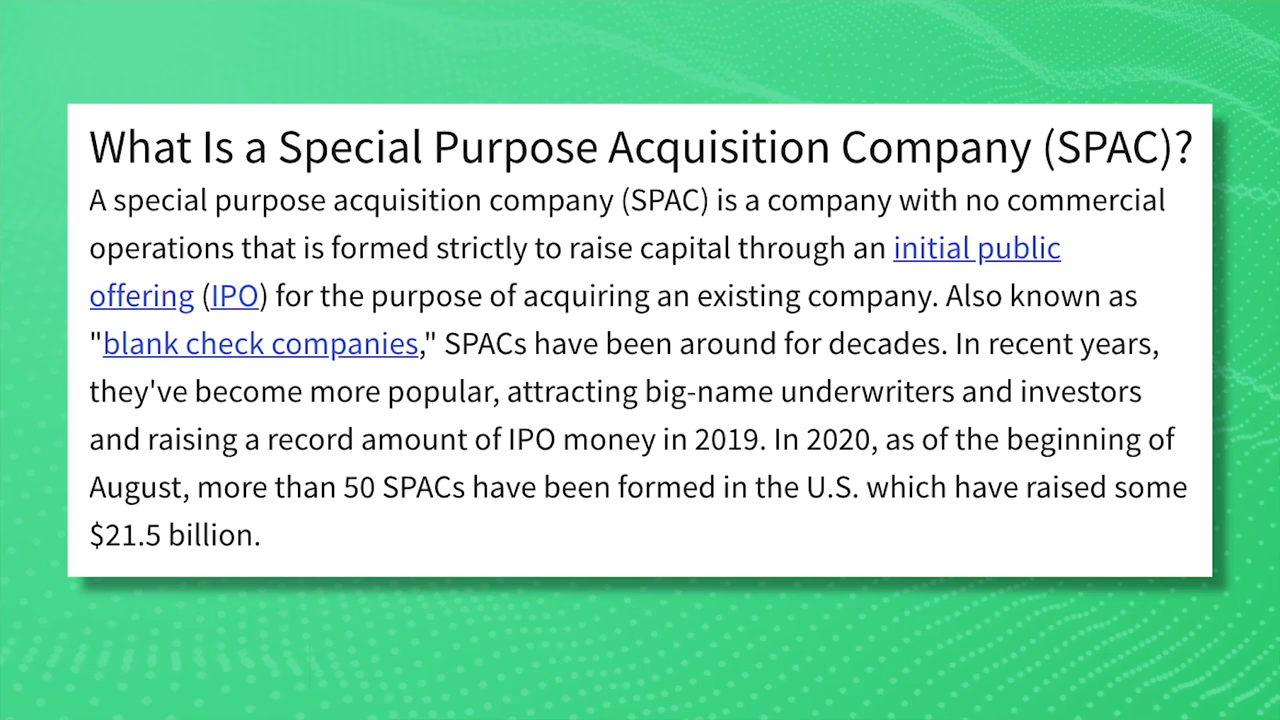 What Is a Special Purpose Acquisition Company (SPAC)?
A special purpose acquisition company (SPAC) is a company with no commercial
operations that is formed strictly to raise capital through an initial public
offering (IPO) for the purpose of acquiring an existing company. Also known as
"blank check companies," SPACs have been around for decades. In recent years,
they've become more popular, attracting big-name underwriters and investors
and raising a record amount of IPO money in 2019. In 2020, as of the beginning of
August, more than 50 SPACs have been formed in the U.S. which have raised some
$21.5 billion.